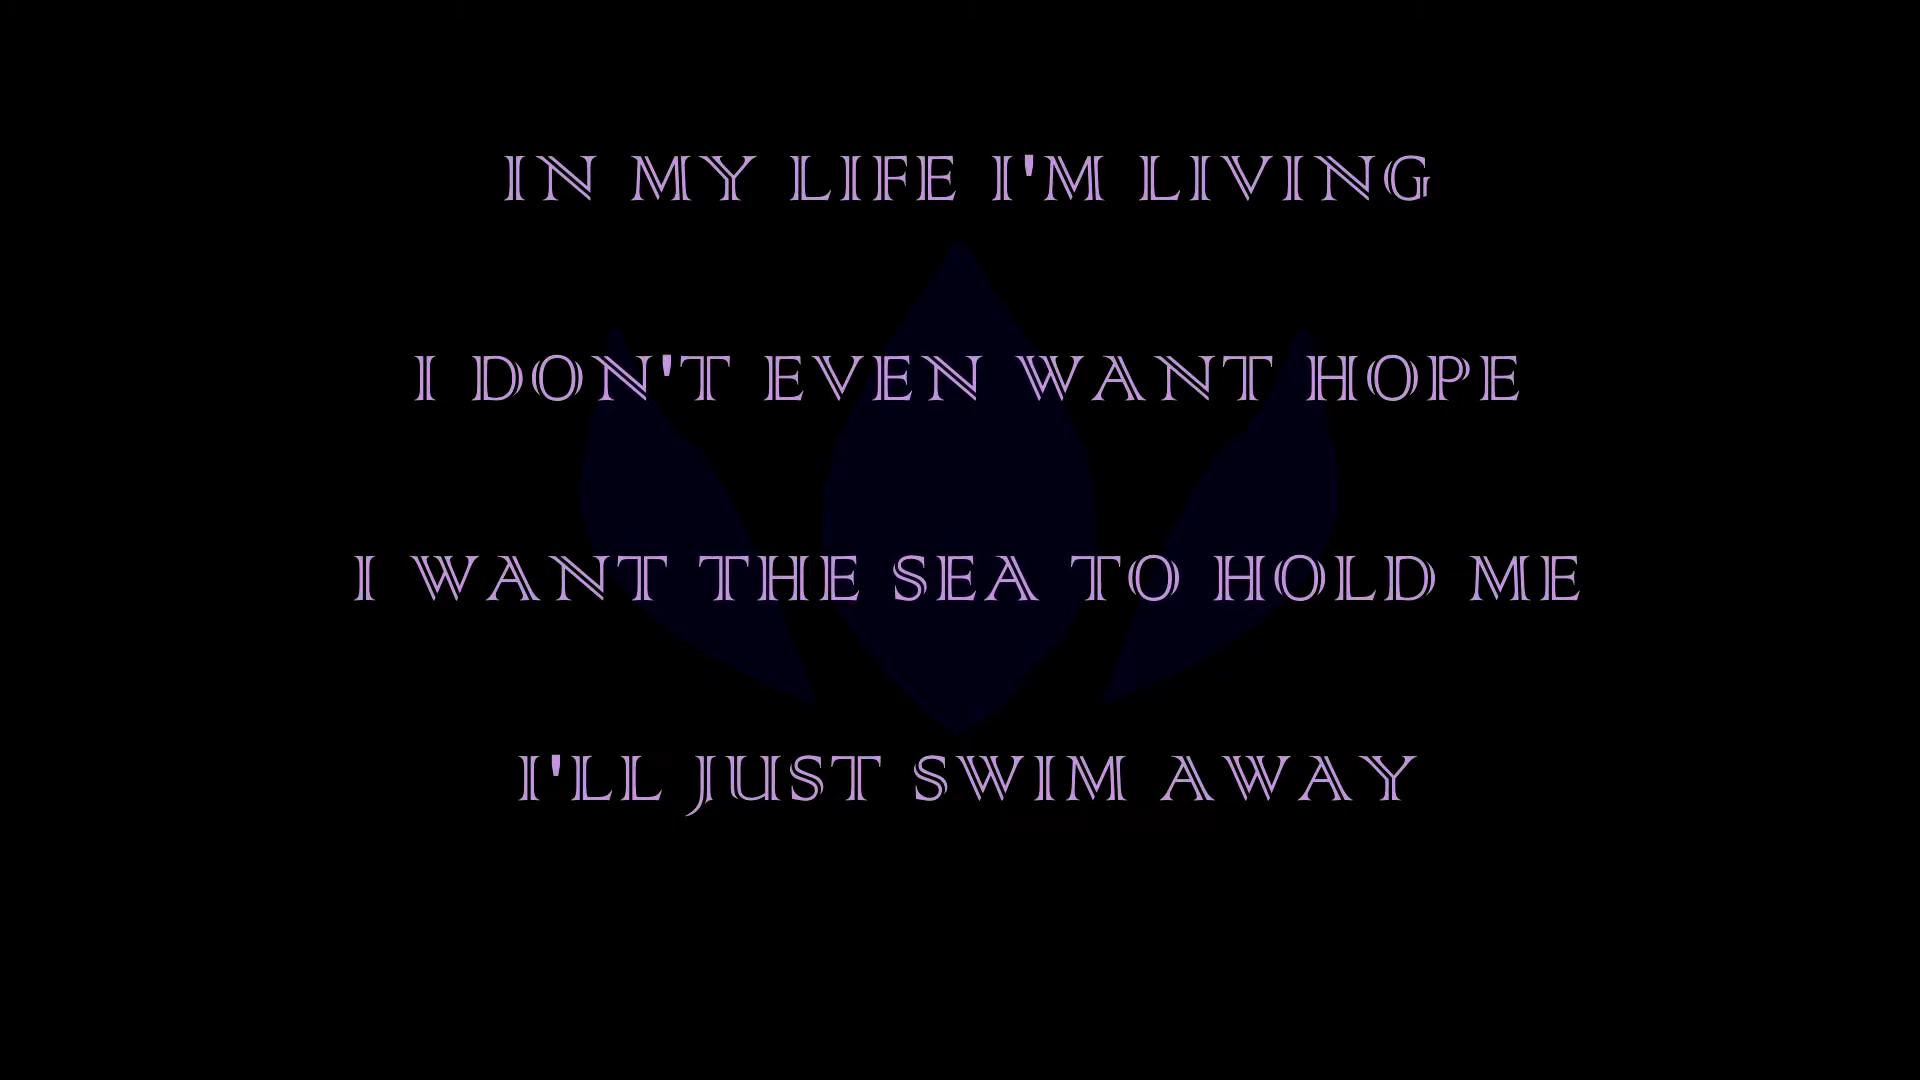 IN MY LIFE I'M LIVING
I DON'T EVEN WANT HOPE
I WANT THE SEA TO HOLD ME
I'LL JUST SWIM AWAY